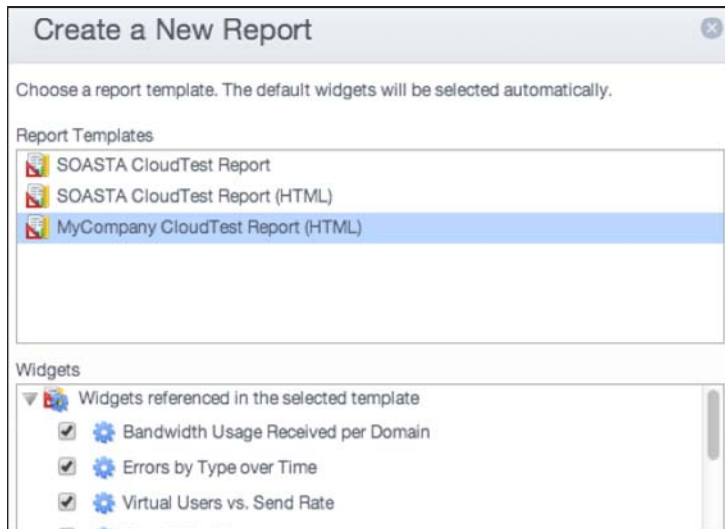 Create a New Report
Choose a report template. The default widgets will be selected automatically.
Report Templates
SOASTA CloudTest Report
SOASTA CloudTest Report (HTML)
MyCompany CloudTest Report (HTML)
Widgets
Widgets referenced in the selected template
Bandwidth Usage Received per Domain
Errors by Type over Time
Virtual Users vs. Send Rate